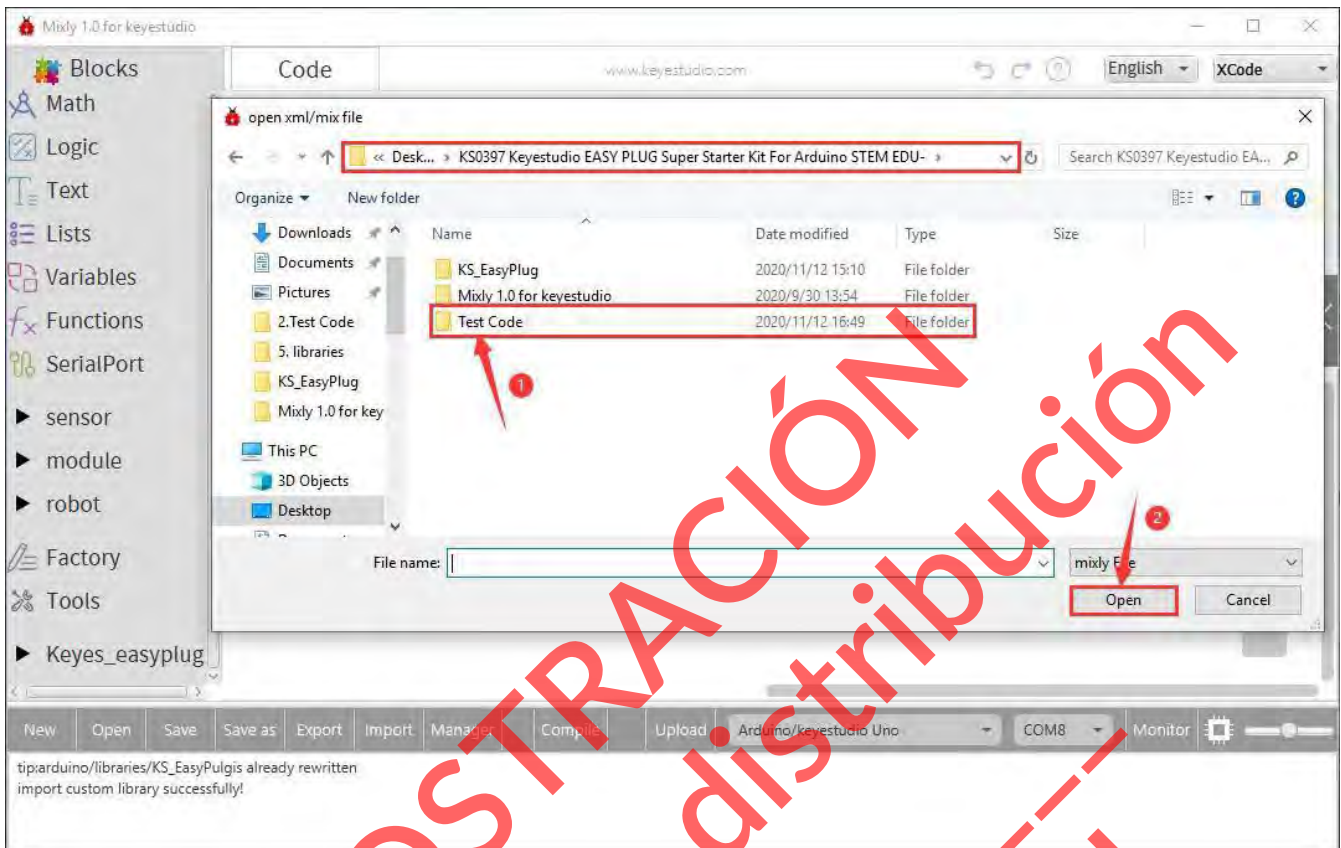 Mixly 1.0 for keyestudio
Blocks
Code
www.keyestudio.com
English
XCode
Math
Logic
Text
Lists
Variables
Functions
SerialPort
sensor
module
robot
Factory
Tools
Keyes_easyplug
open xml/mix file
« Desk... › KS0397 Keyestudio EASY PLUG Super Starter Kit For Arduino STEM EDU- ›
Search KS0397 Keyestudio EA...
Organize
New folder
Downloads
Documents
Pictures
2.Test Code
5. libraries
KS_EasyPlug
Mixly 1.0 for key
This PC
3D Objects
Desktop
Name Date modified Type Size
KS_EasyPlug 2020/11/12 15:10 File folder
Mixly 1.0 for keyestudio 2020/9/30 13:54 File folder
Test Code 2020/11/12 16:49 File folder
1
2
File name:
mixly File
Open Cancel
New Open Save Save as Export Import Manager Compile Upload Arduino/keyestudio Uno COM8 Monitor
tip:arduino/libraries/KS_EasyPulgis already rewritten
import custom library successfully!
OSTRACIÓN
distribución